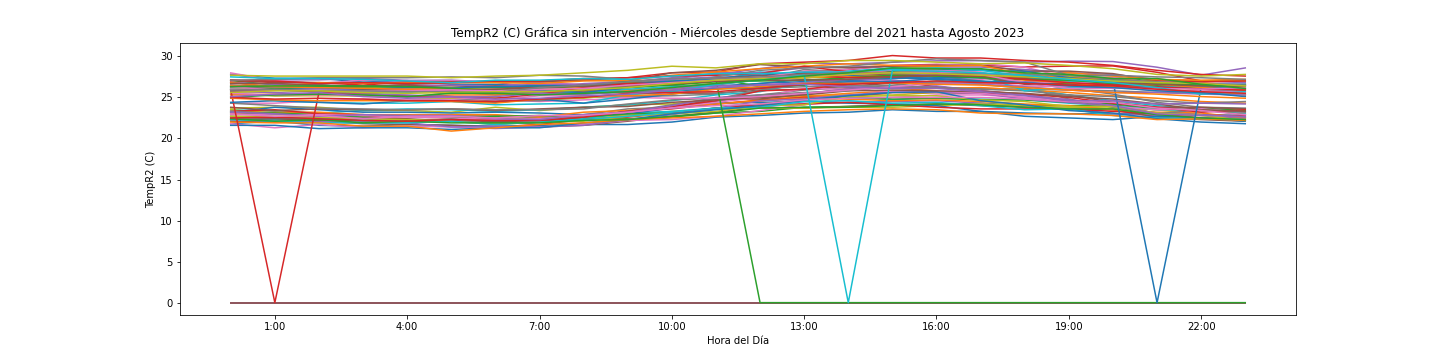 TempR2 (C) Gráfica sin intervención - Miércoles desde Septiembre del 2021 hasta Agosto 2023
30
25
20
15
10
5
0
TempR2 (C)
1:00 4:00 7:00 10:00 13:00 16:00 19:00 22:00
Hora del Día